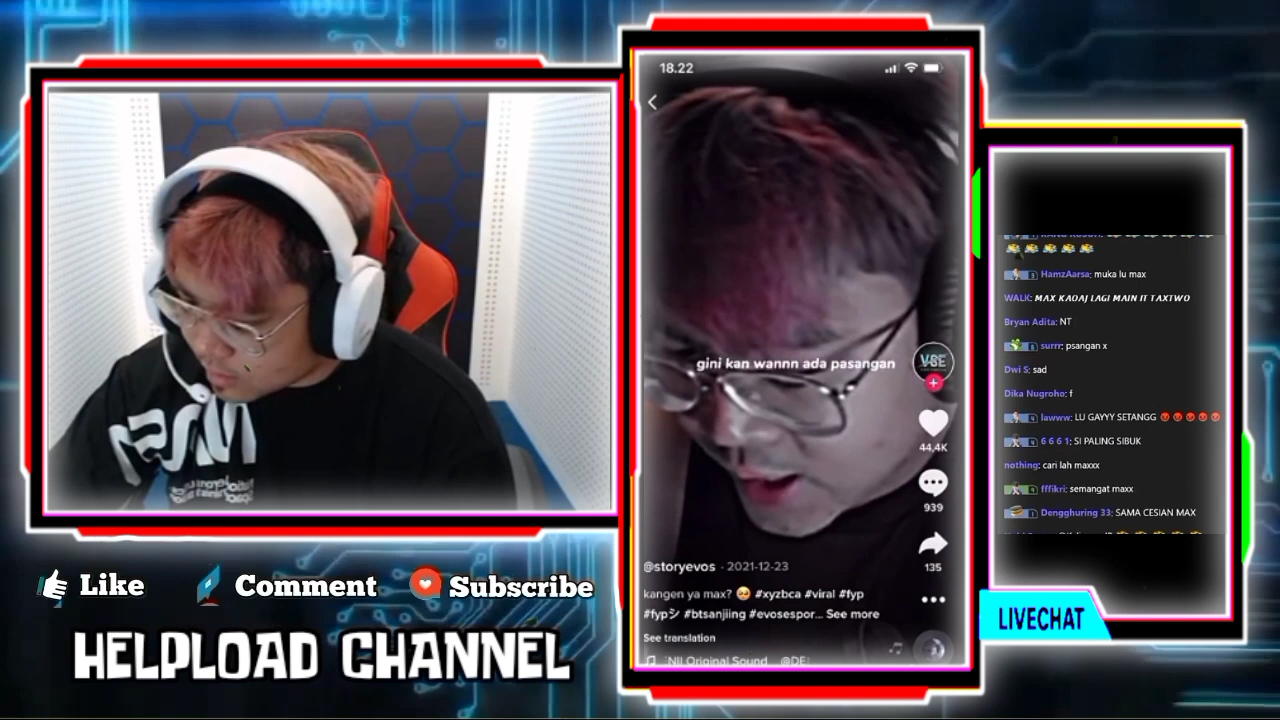 18.22
gini kan wannn ada pasangan
VGE
44,4K
939
135
@storyevos · 2021-12-23
kangen ya max? 🥺 #xyzbca #viral #fyp
#fypシ #btsanjiing #evosespor... See more
See translation
HamzAarsa: muka lu max
WALK: MAX KAOAJ LAGI MAIN IT TAXTWO
Bryan Adita: NT
surrr: psangan x
Dwi S: sad
Dika Nugroho: f
lawww: LU GAYYY SETANGG 😡 😡 😡 😡 😡
6 6 6 1: SI PALING SIBUK
nothing: cari lah maxxx
fffikri: semangat maxx
Dengghuring 33: SAMA CESIAN MAX
LIVECHAT
Like
Comment
Subscribe
HELPLOAD CHANNEL